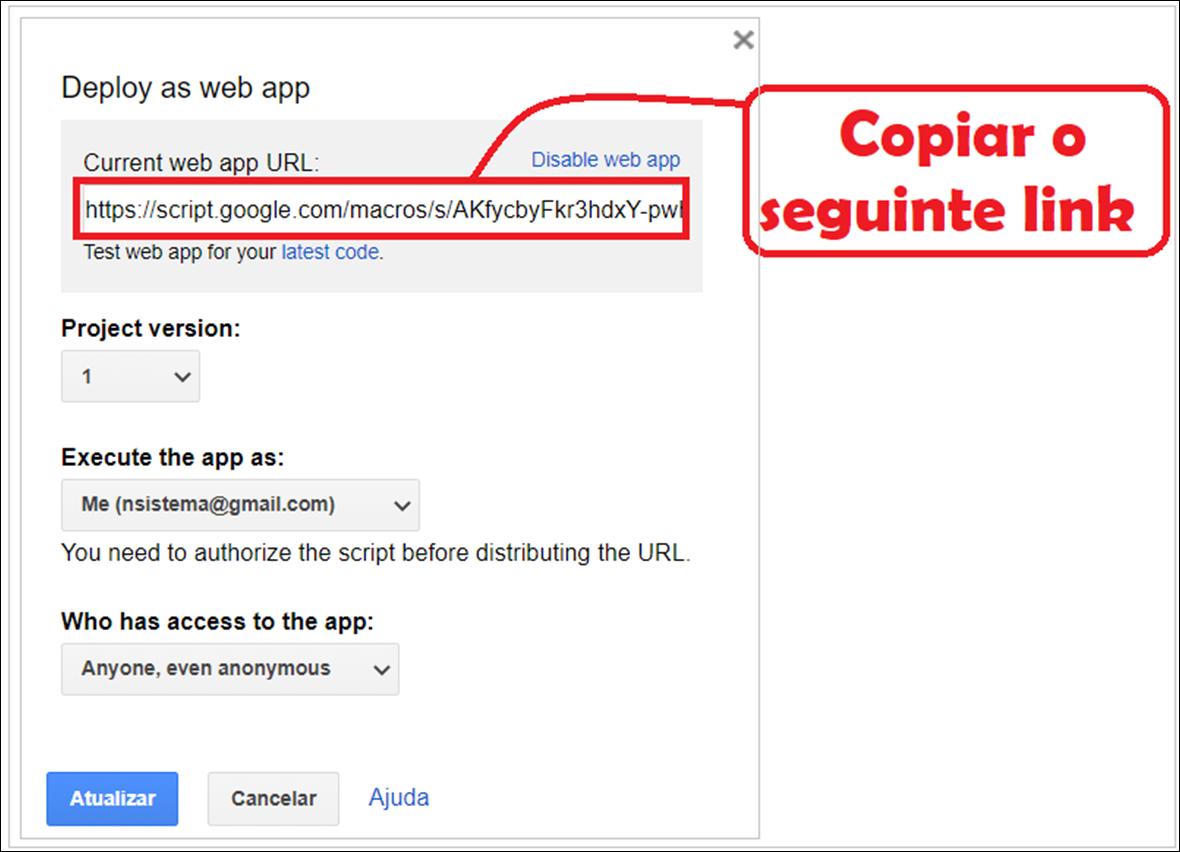 Deploy as web app
Current web app URL:
Disable web app
https://script.google.com/macros/s/AKfycbyFkr3hdxY-pw
Test web app for your latest code.
Copiar o
seguinte link
Project version:
1
Execute the app as:
Me (nsistema@gmail.com)
You need to authorize the script before distributing the URL.
Who has access to the app:
Anyone, even anonymous
Atualizar
Cancelar
Ajuda